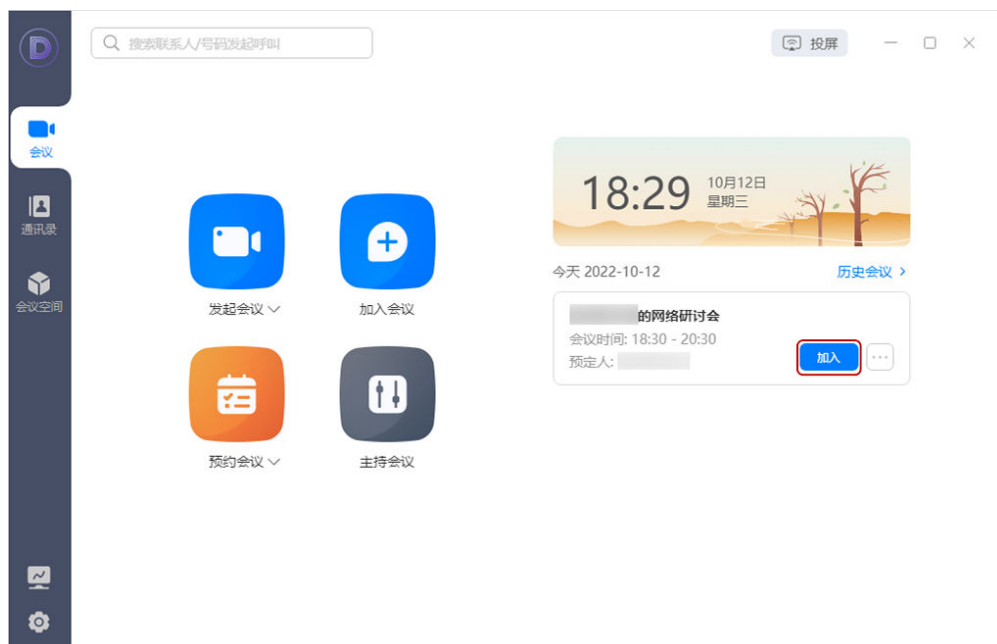 D
搜索联系人/号码发起呼叫
投屏
会议
通讯录
会议空间
发起会议
加入会议
预约会议
主持会议
18:29
10月12日
星期三
今天 2022-10-12
历史会议
的网络研讨会
会议时间: 18:30 - 20:30
预定人:
加入